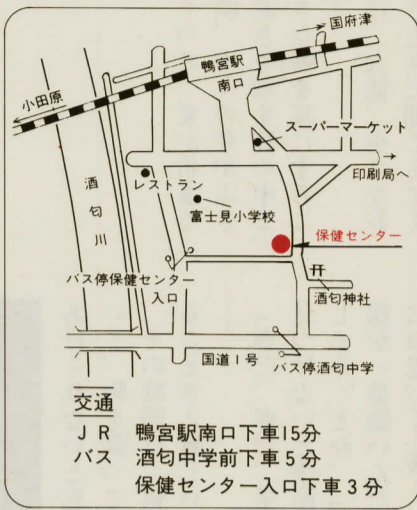 国府津
鴨宮駅
南口
小田原
スーパーマーケット
印刷局へ
酒匂川
レストラン
富士見小学校
保健センター
バス停保健センター
入口
酒匂神社
国道1号
バス停酒匂中学
交通
JR 鴨宮駅南口下車15分
バス 酒匂中学前下車5分
保健センター入口下車3分